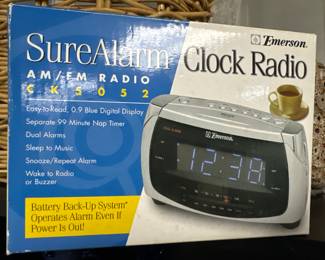 Emerson.
SureAlarm Clock Radio
AM/FM RADIO
CK5052
Easy-to-Read, 0.9 Blue Digital Display
Separate 99 Minute Nap Timer
Dual Alarms
Sleep to Music
Snooze/Repeat Alarm
Wake to Radio
or Buzzer
Battery Back-Up System*
Operates Alarm Even If
Power Is Out!
Emerson.
12:38